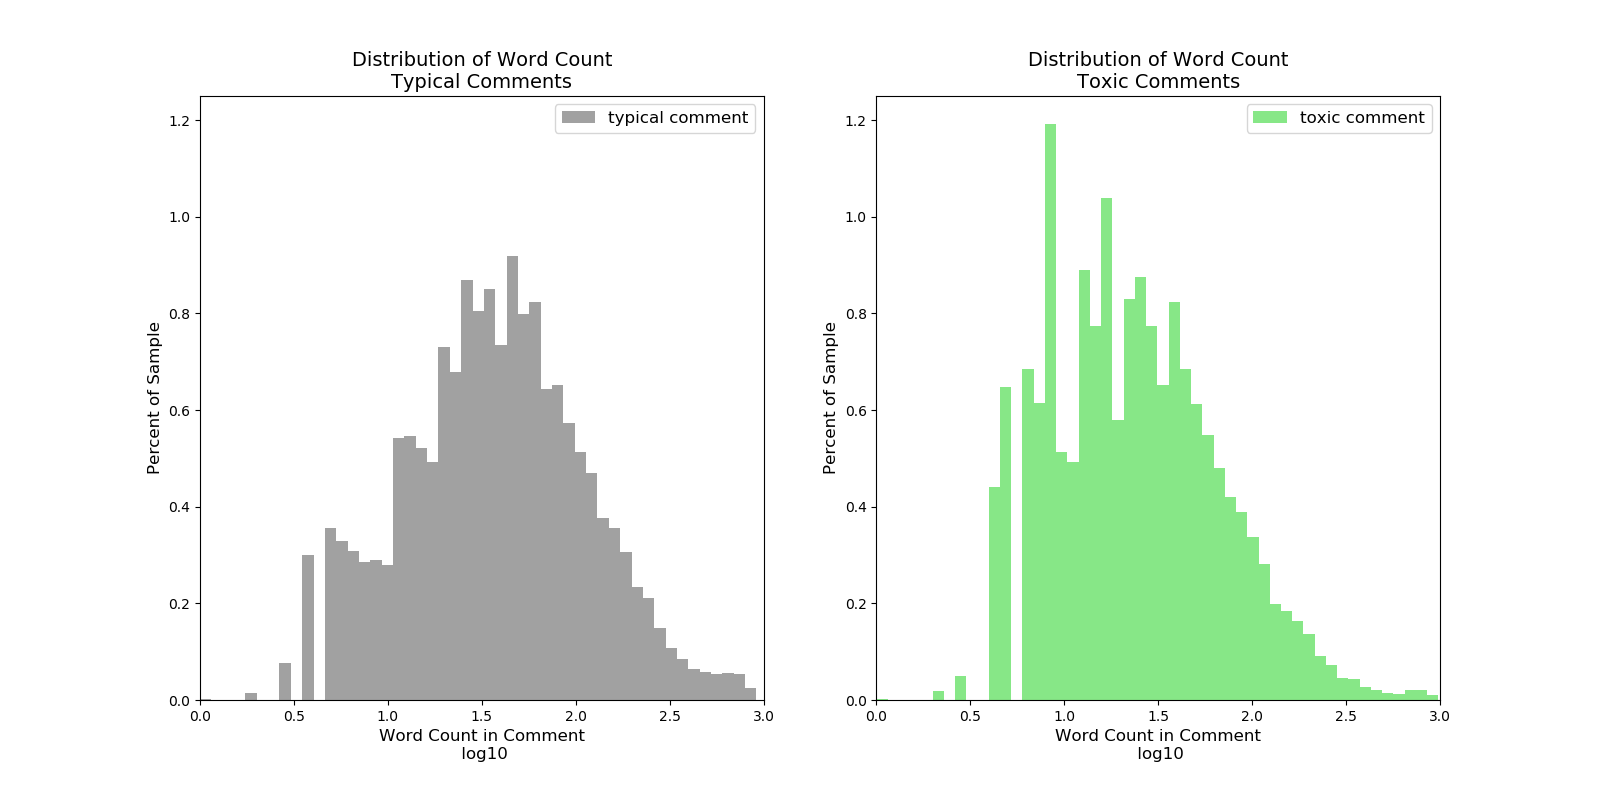 Distribution of Word Count
Typical Comments
typical comment
1.2
1.0
0.8
0.6
0.4
0.2
0.0
Percent of Sample
0.0 0.5 1.0 1.5 2.0 2.5 3.0
Word Count in Comment
log10
Distribution of Word Count
Toxic Comments
toxic comment
1.2
1.0
0.8
0.6
0.4
0.2
0.0
Percent of Sample
0.0 0.5 1.0 1.5 2.0 2.5 3.0
Word Count in Comment
log10